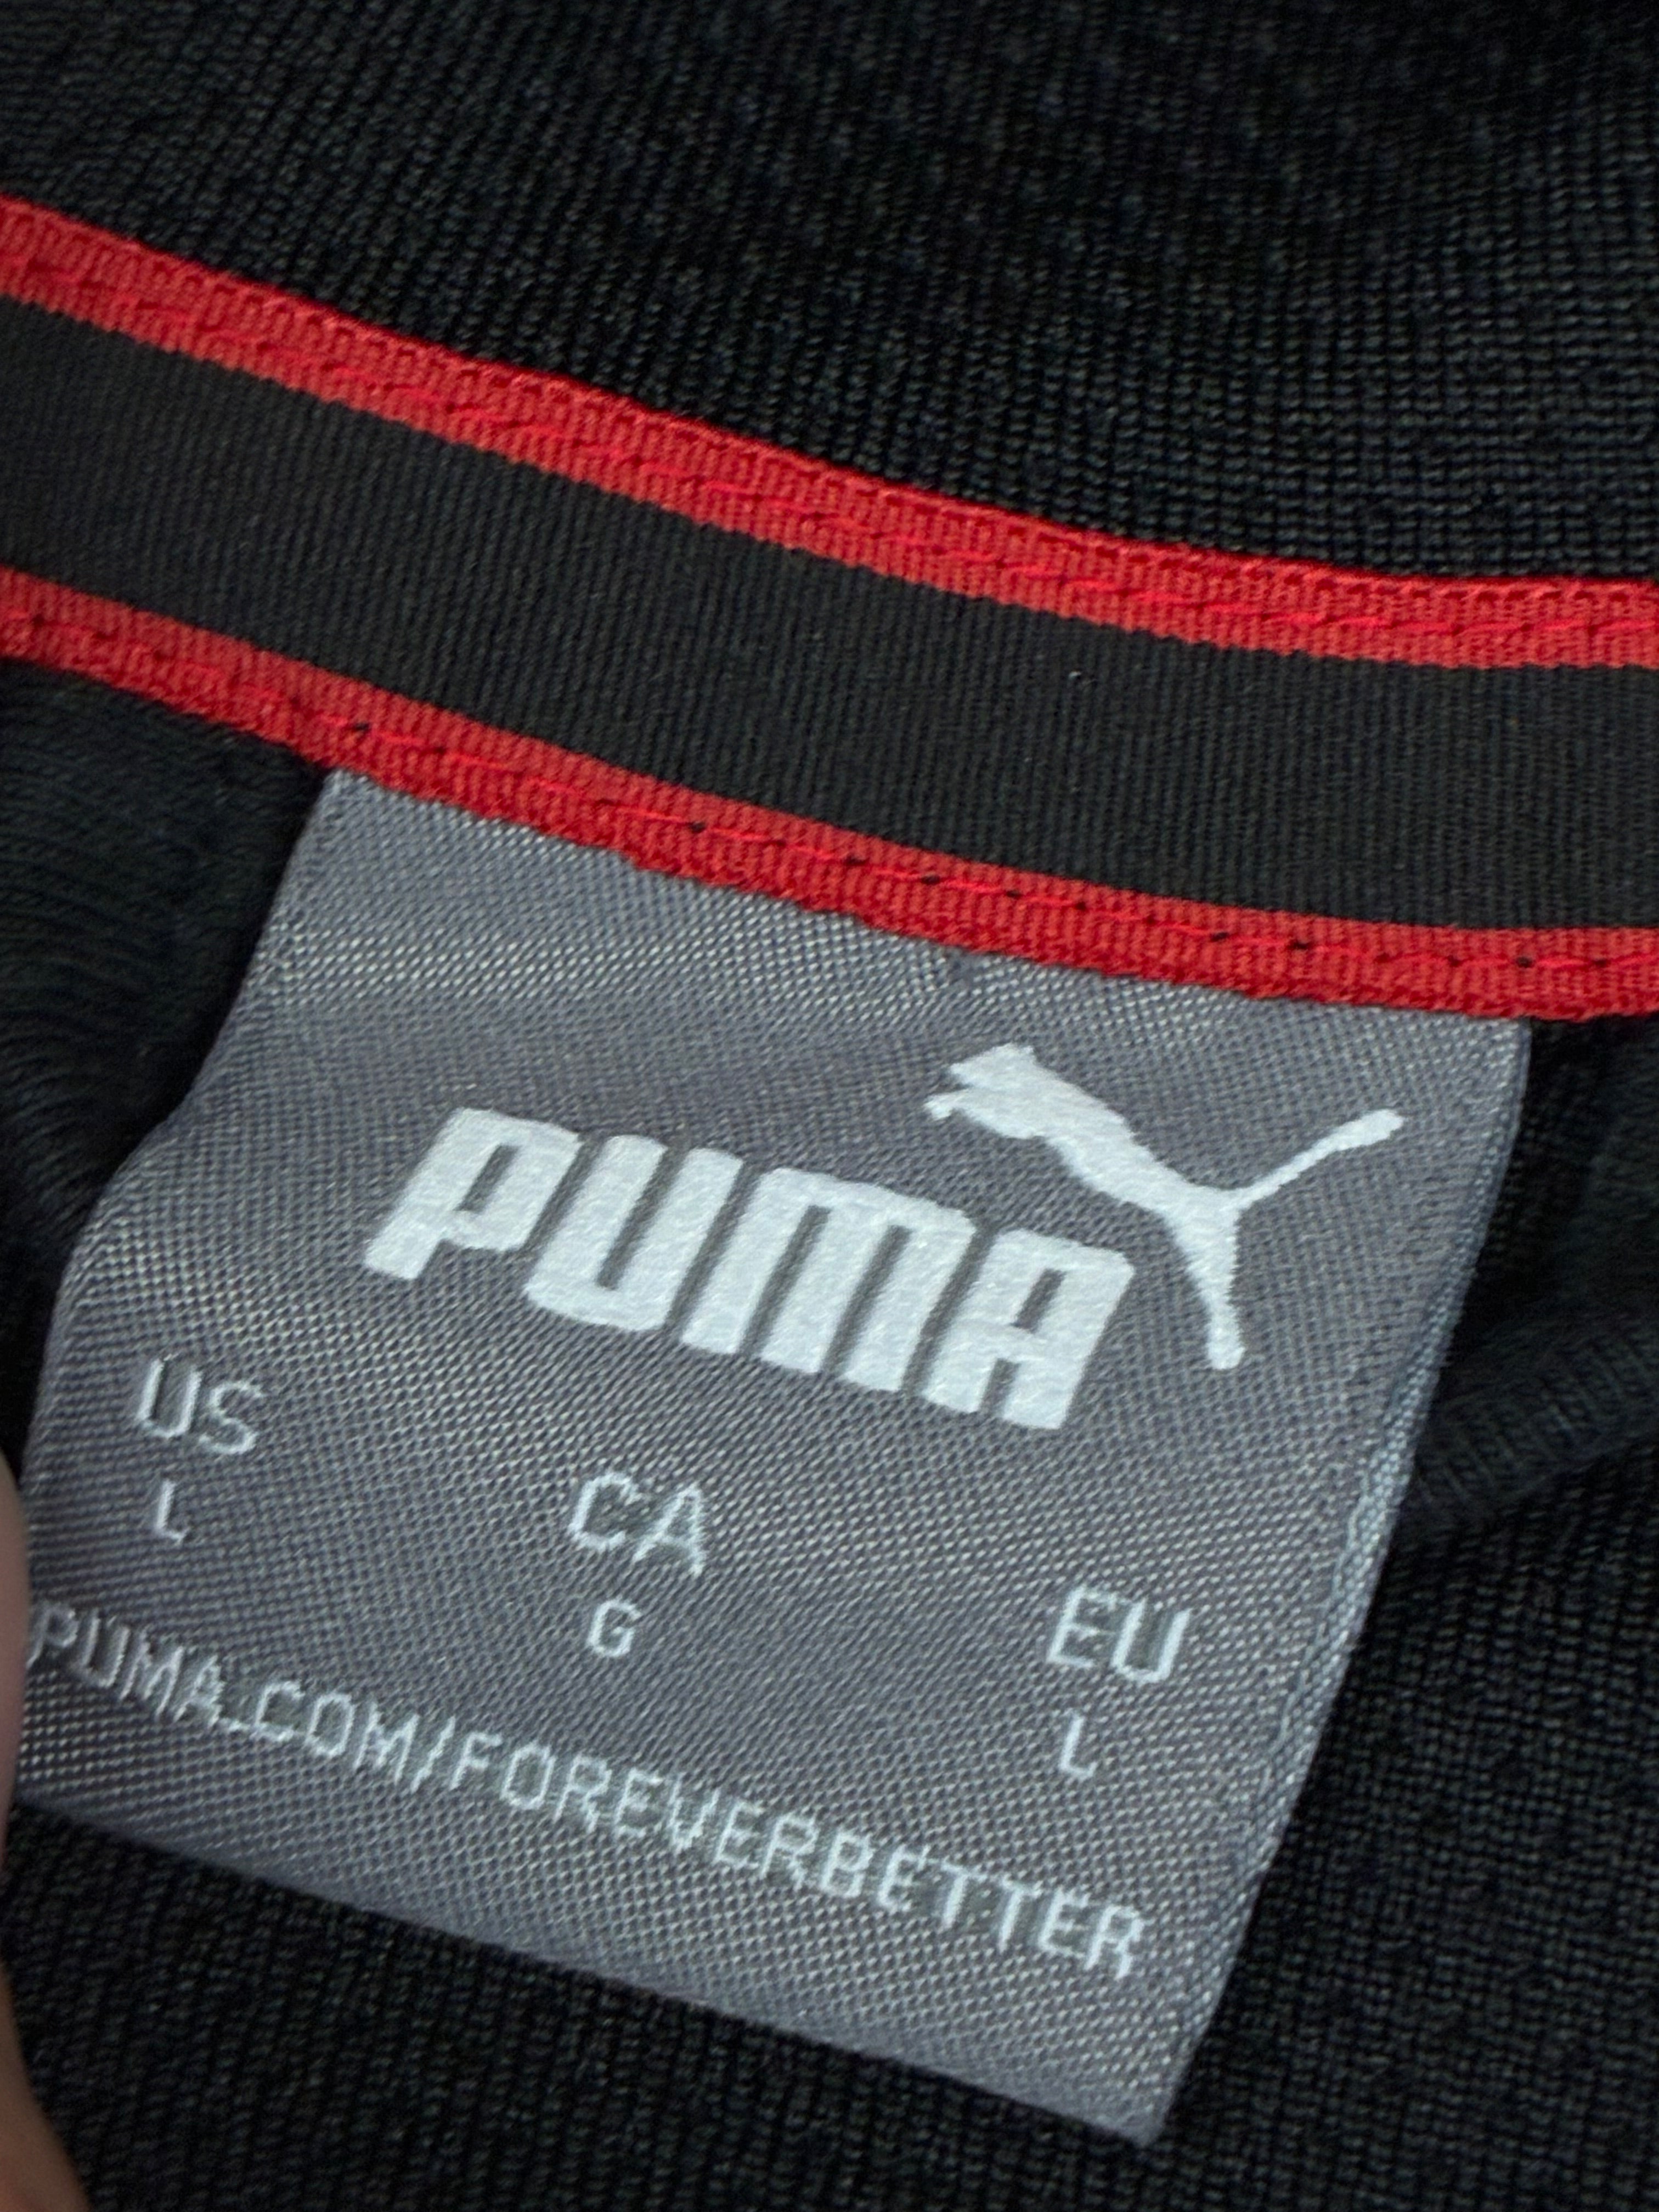 PUMA
US CA EU
L G L
PUMA.COM/FOREVERBETTER